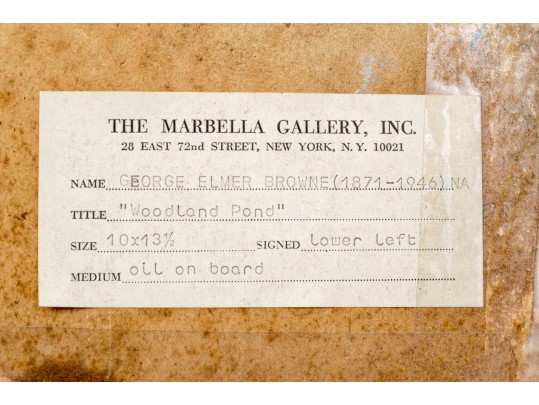 THE MARBELLA GALLERY, INC.
28 EAST 72nd STREET, NEW YORK, N. Y. 10021
NAME GEORGE ELMER BROWNE(1871-1946)NA
TITLE "Woodland Pond"
SIZE 10x13½ SIGNED lower left
MEDIUM oil on board